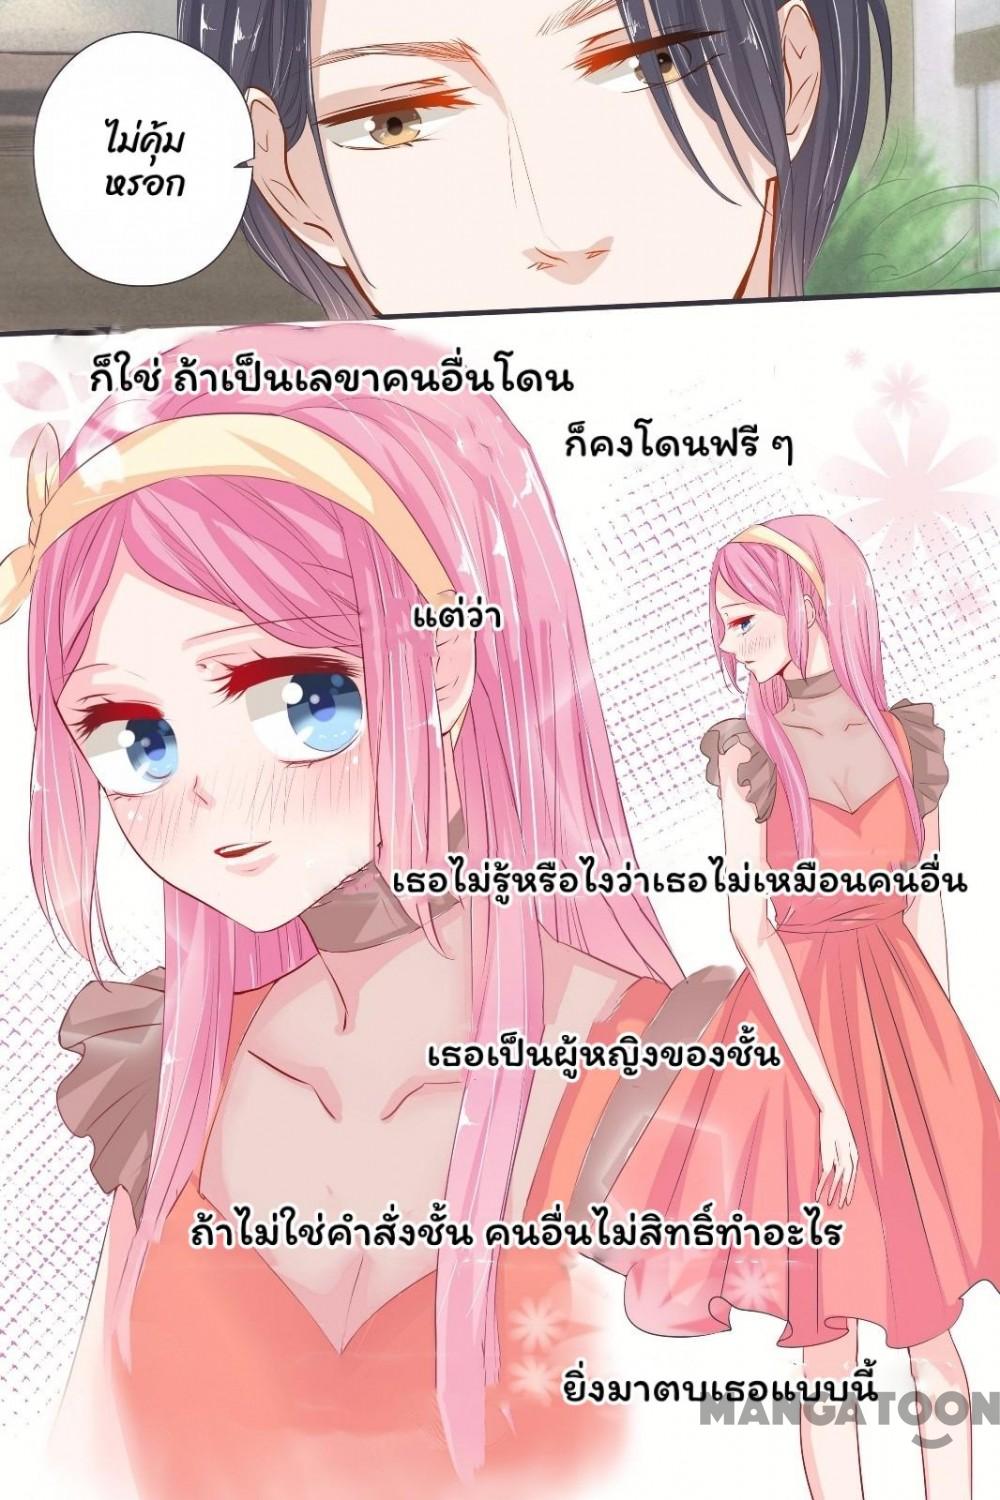 ไม่คุ้ม
หรอก
ก็ใช่ ถ้าเป็นเลขาคนอื่นโดน
ก็คงโดนฟรี ๆ
แต่ว่า
เธอไม่รู้หรือไงว่าเธอไม่เหมือนคนอื่น
เธอเป็นผู้หญิงของชั้น
ถ้าไม่ใช่คำสั่งชั้น คนอื่นไม่สิทธิ์ทำอะไร
ยิ่งมาตบเธอแบบนี้
MANGATOON